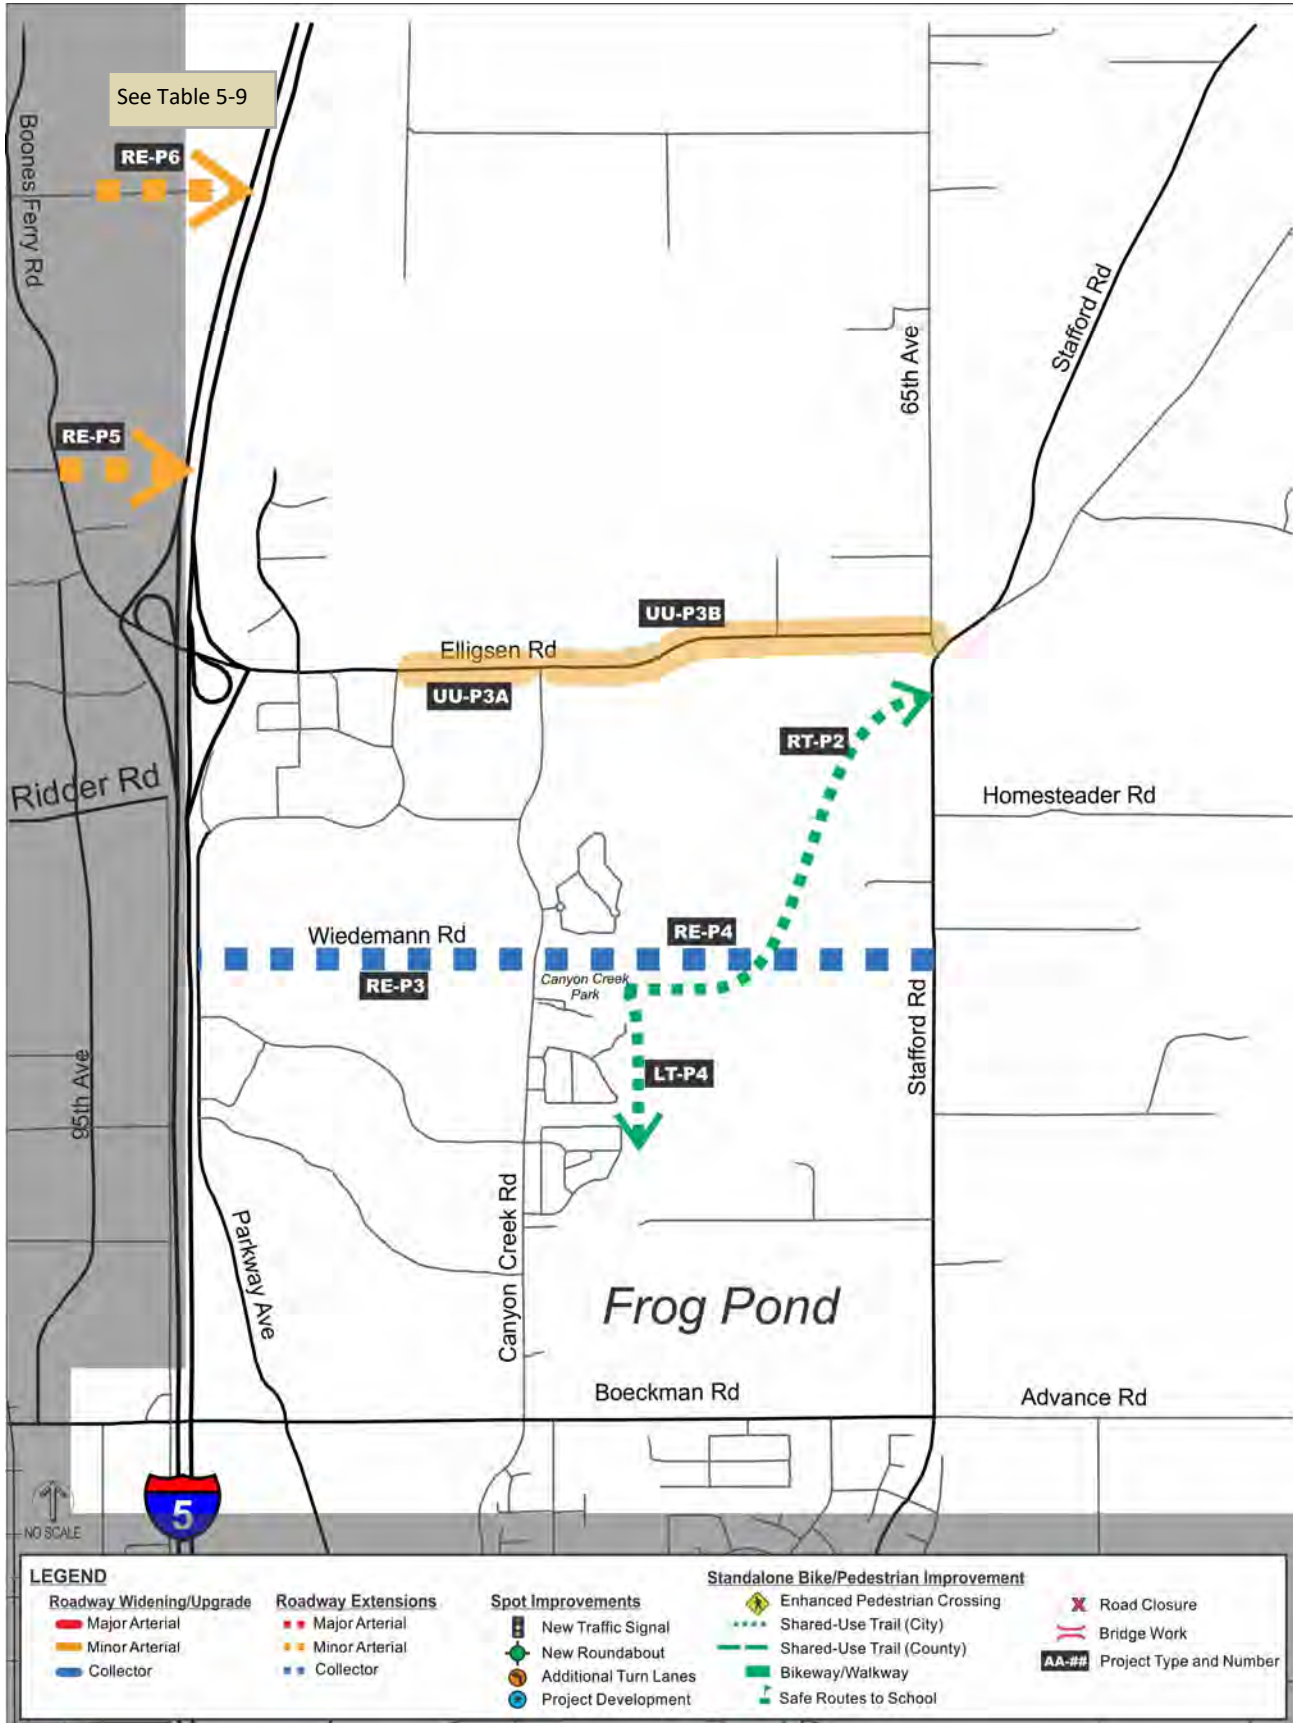 See Table 5-9
Boones Ferry Rd
RE-P6
RE-P5
Stafford Rd
65th Ave
UU-P3B
Elligsen Rd
UU-P3A
RT-P2
Ridder Rd
Homesteader Rd
Wiedemann Rd
RE-P4
RE-P3
Canyon Creek
Park
Stafford Rd
95th Ave
LT-P4
Parkway Ave
Canyon Creek Rd
Frog Pond
Boeckman Rd
Advance Rd
5
NO SCALE
LEGEND
Roadway Widening/Upgrade
Major Arterial
Minor Arterial
Collector
Roadway Extensions
Major Arterial
Minor Arterial
Collector
Spot Improvements
New Traffic Signal
New Roundabout
Additional Turn Lanes
Project Development
Standalone Bike/Pedestrian Improvement
Enhanced Pedestrian Crossing
Shared-Use Trail (City)
Shared-Use Trail (County)
Bikeway/Walkway
Safe Routes to School
X Road Closure
Bridge Work
AA-## Project Type and Number